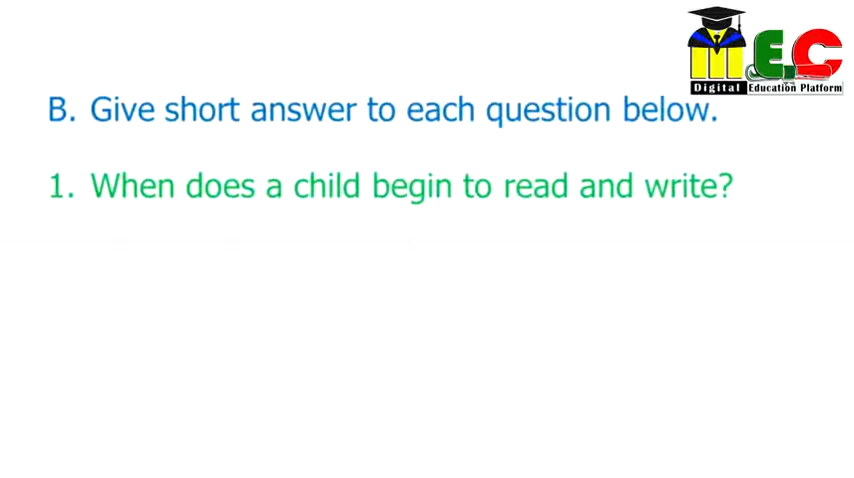 MEC
Digital Education Platform
B. Give short answer to each question below.
1. When does a child begin to read and write?